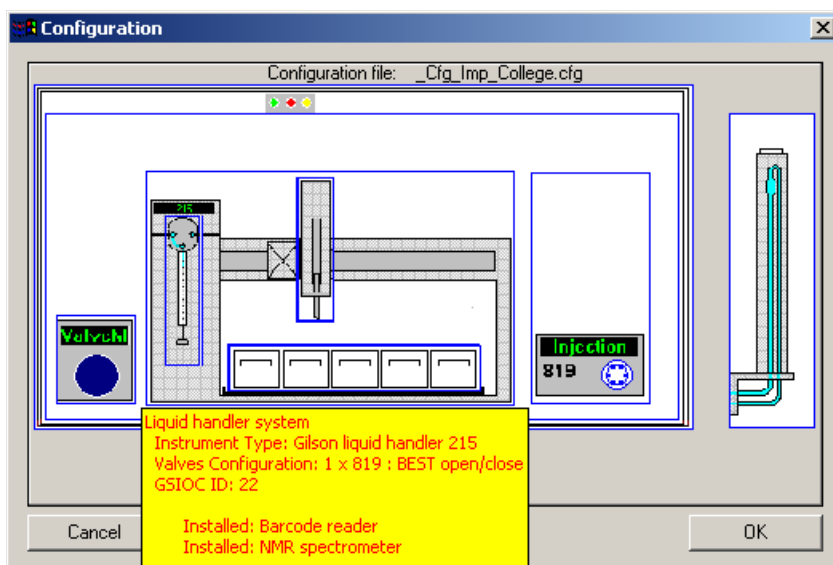 Configuration
Configuration file: _Cfg_Imp_College.cfg
215
Injection
819
Liquid handler system
Instrument Type: Gilson liquid handler 215
Valves Configuration: 1 x 819 : BEST open/close
GSIOC ID: 22
Installed: Barcode reader
Installed: NMR spectrometer
Cancel
OK